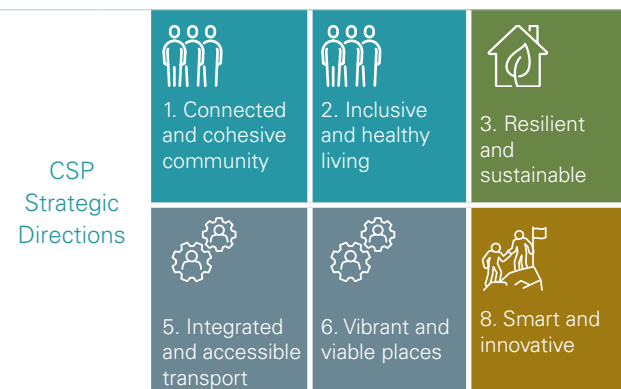 CSP
Strategic
Directions
1. Connected
and cohesive
community
2. Inclusive
and healthy
living
3. Resilient
and
sustainable
5. Integrated
and accessible
transport
6. Vibrant and
viable places
8. Smart and
innovative